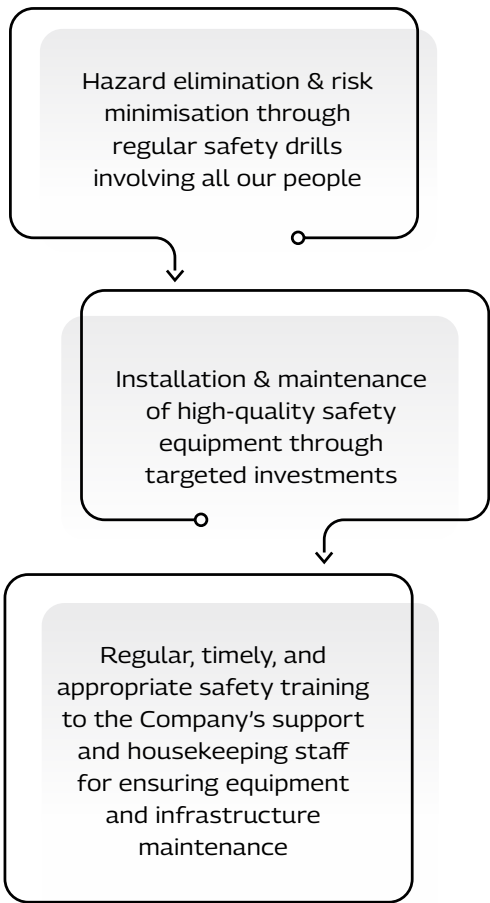 Hazard elimination & risk
minimisation through
regular safety drills
involving all our people
Installation & maintenance
of high-quality safety
equipment through
targeted investments
Regular, timely, and
appropriate safety training
to the Company's support
and housekeeping staff
for ensuring equipment
and infrastructure
maintenance